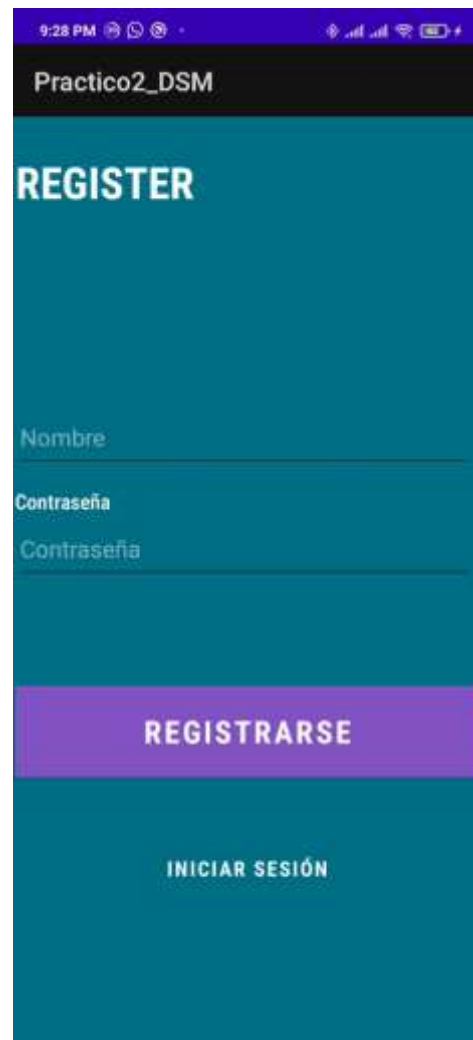 9:28 PM
Practico2_DSM
REGISTER
Nombre
Contraseña
Contraseña
REGISTRARSE
INICIAR SESIÓN